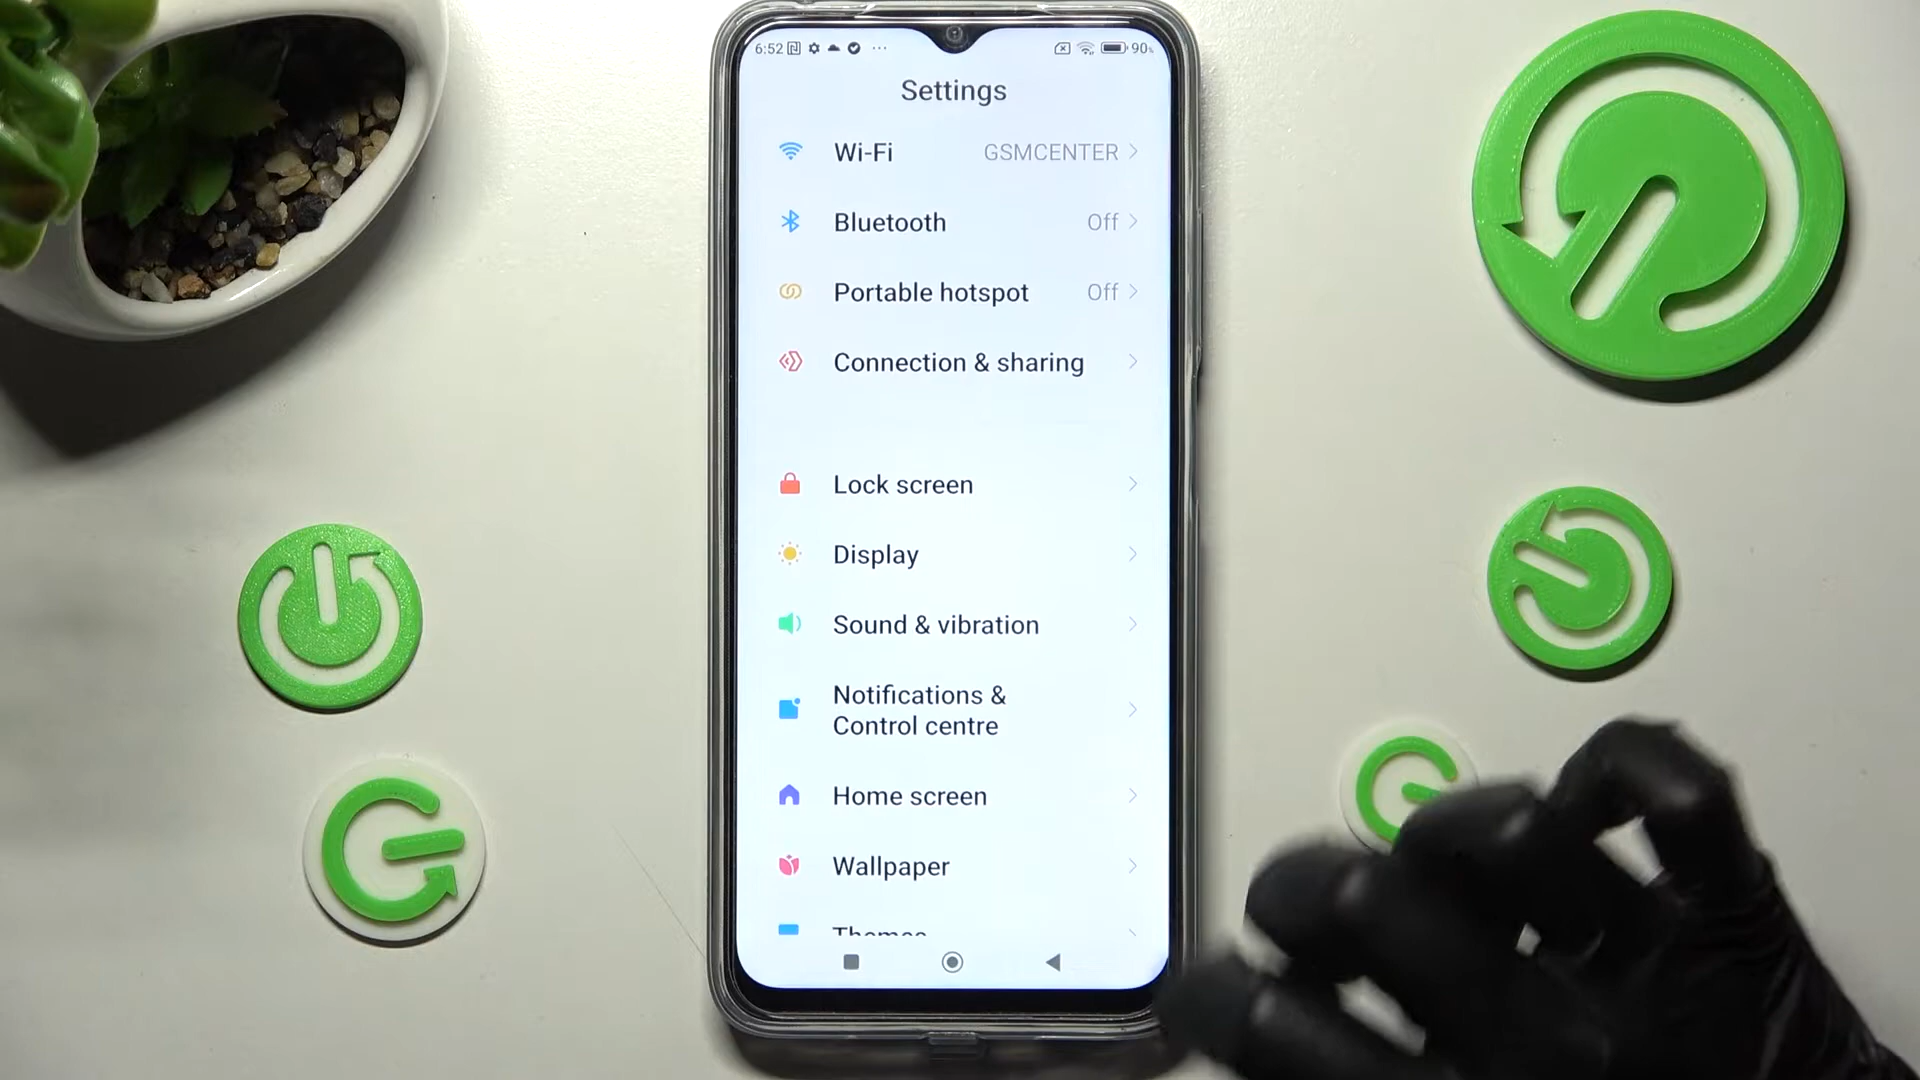 6:52 90%
Settings
Wi-Fi GSMCENTER
Bluetooth Off
Portable hotspot Off
Connection & sharing
Lock screen
Display
Sound & vibration
Notifications &
Control centre
Home screen
Wallpaper
Themes